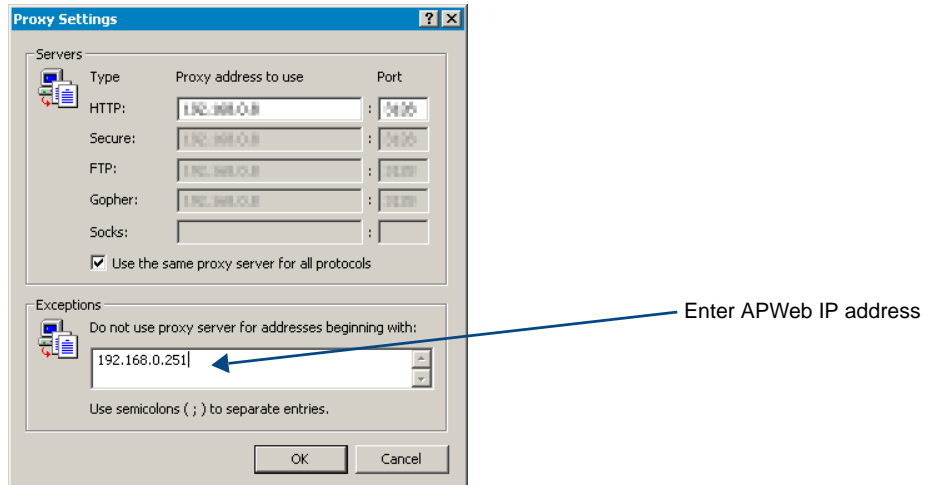 Proxy Settings
Servers
Type Proxy address to use Port
HTTP: :
Secure: :
FTP: :
Gopher: :
Socks: :
Use the same proxy server for all protocols
Exceptions
Do not use proxy server for addresses beginning with:
192.168.0.251
Use semicolons ( ; ) to separate entries.
OK Cancel
Enter APWeb IP address